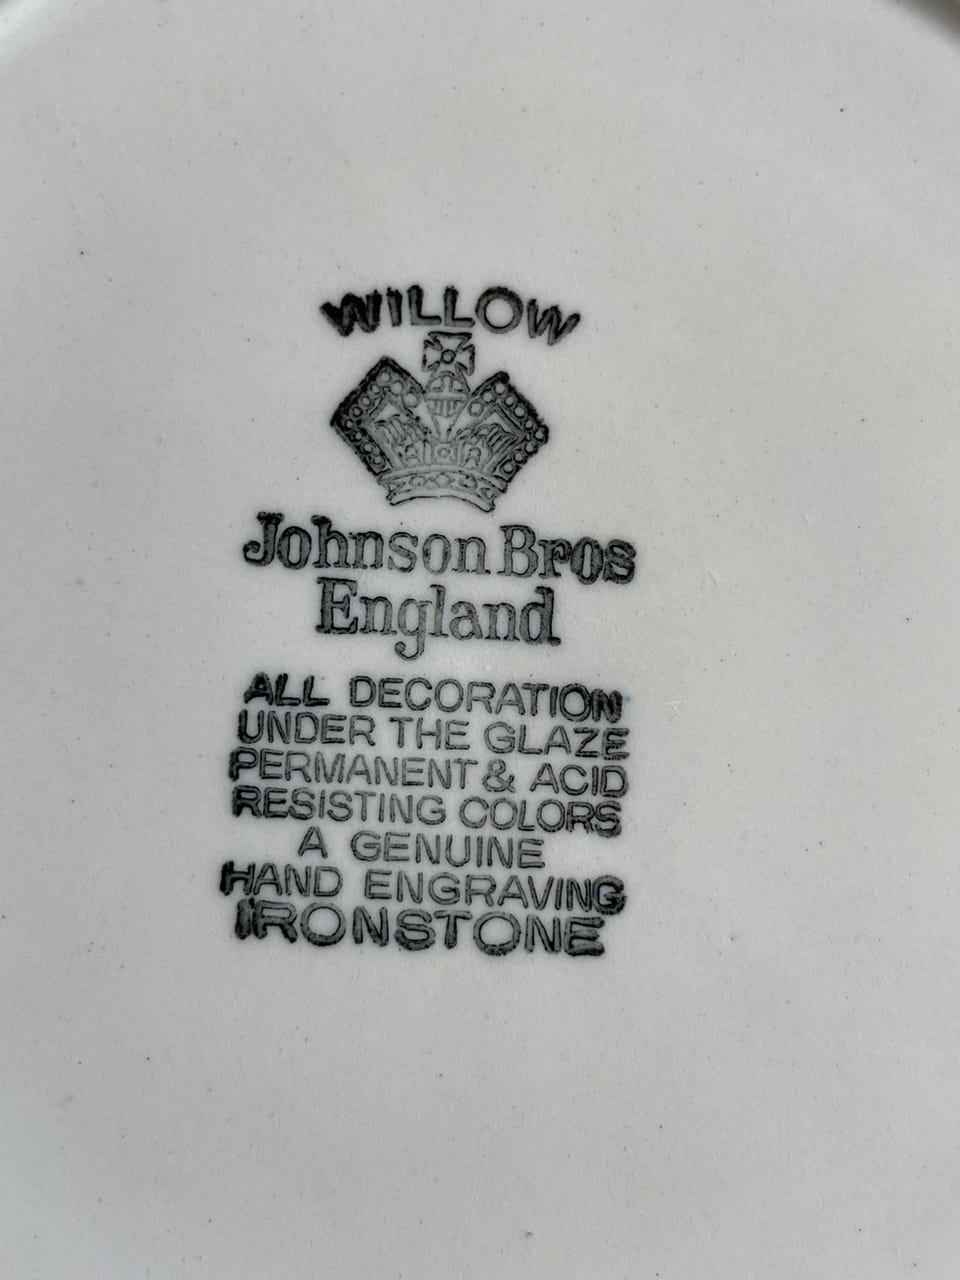 WILLOW
Johnson Bros
England
ALL DECORATION
UNDER THE GLAZE
PERMANENT & ACID
RESISTING COLORS
A GENUINE
HAND ENGRAVING
IRONSTONE